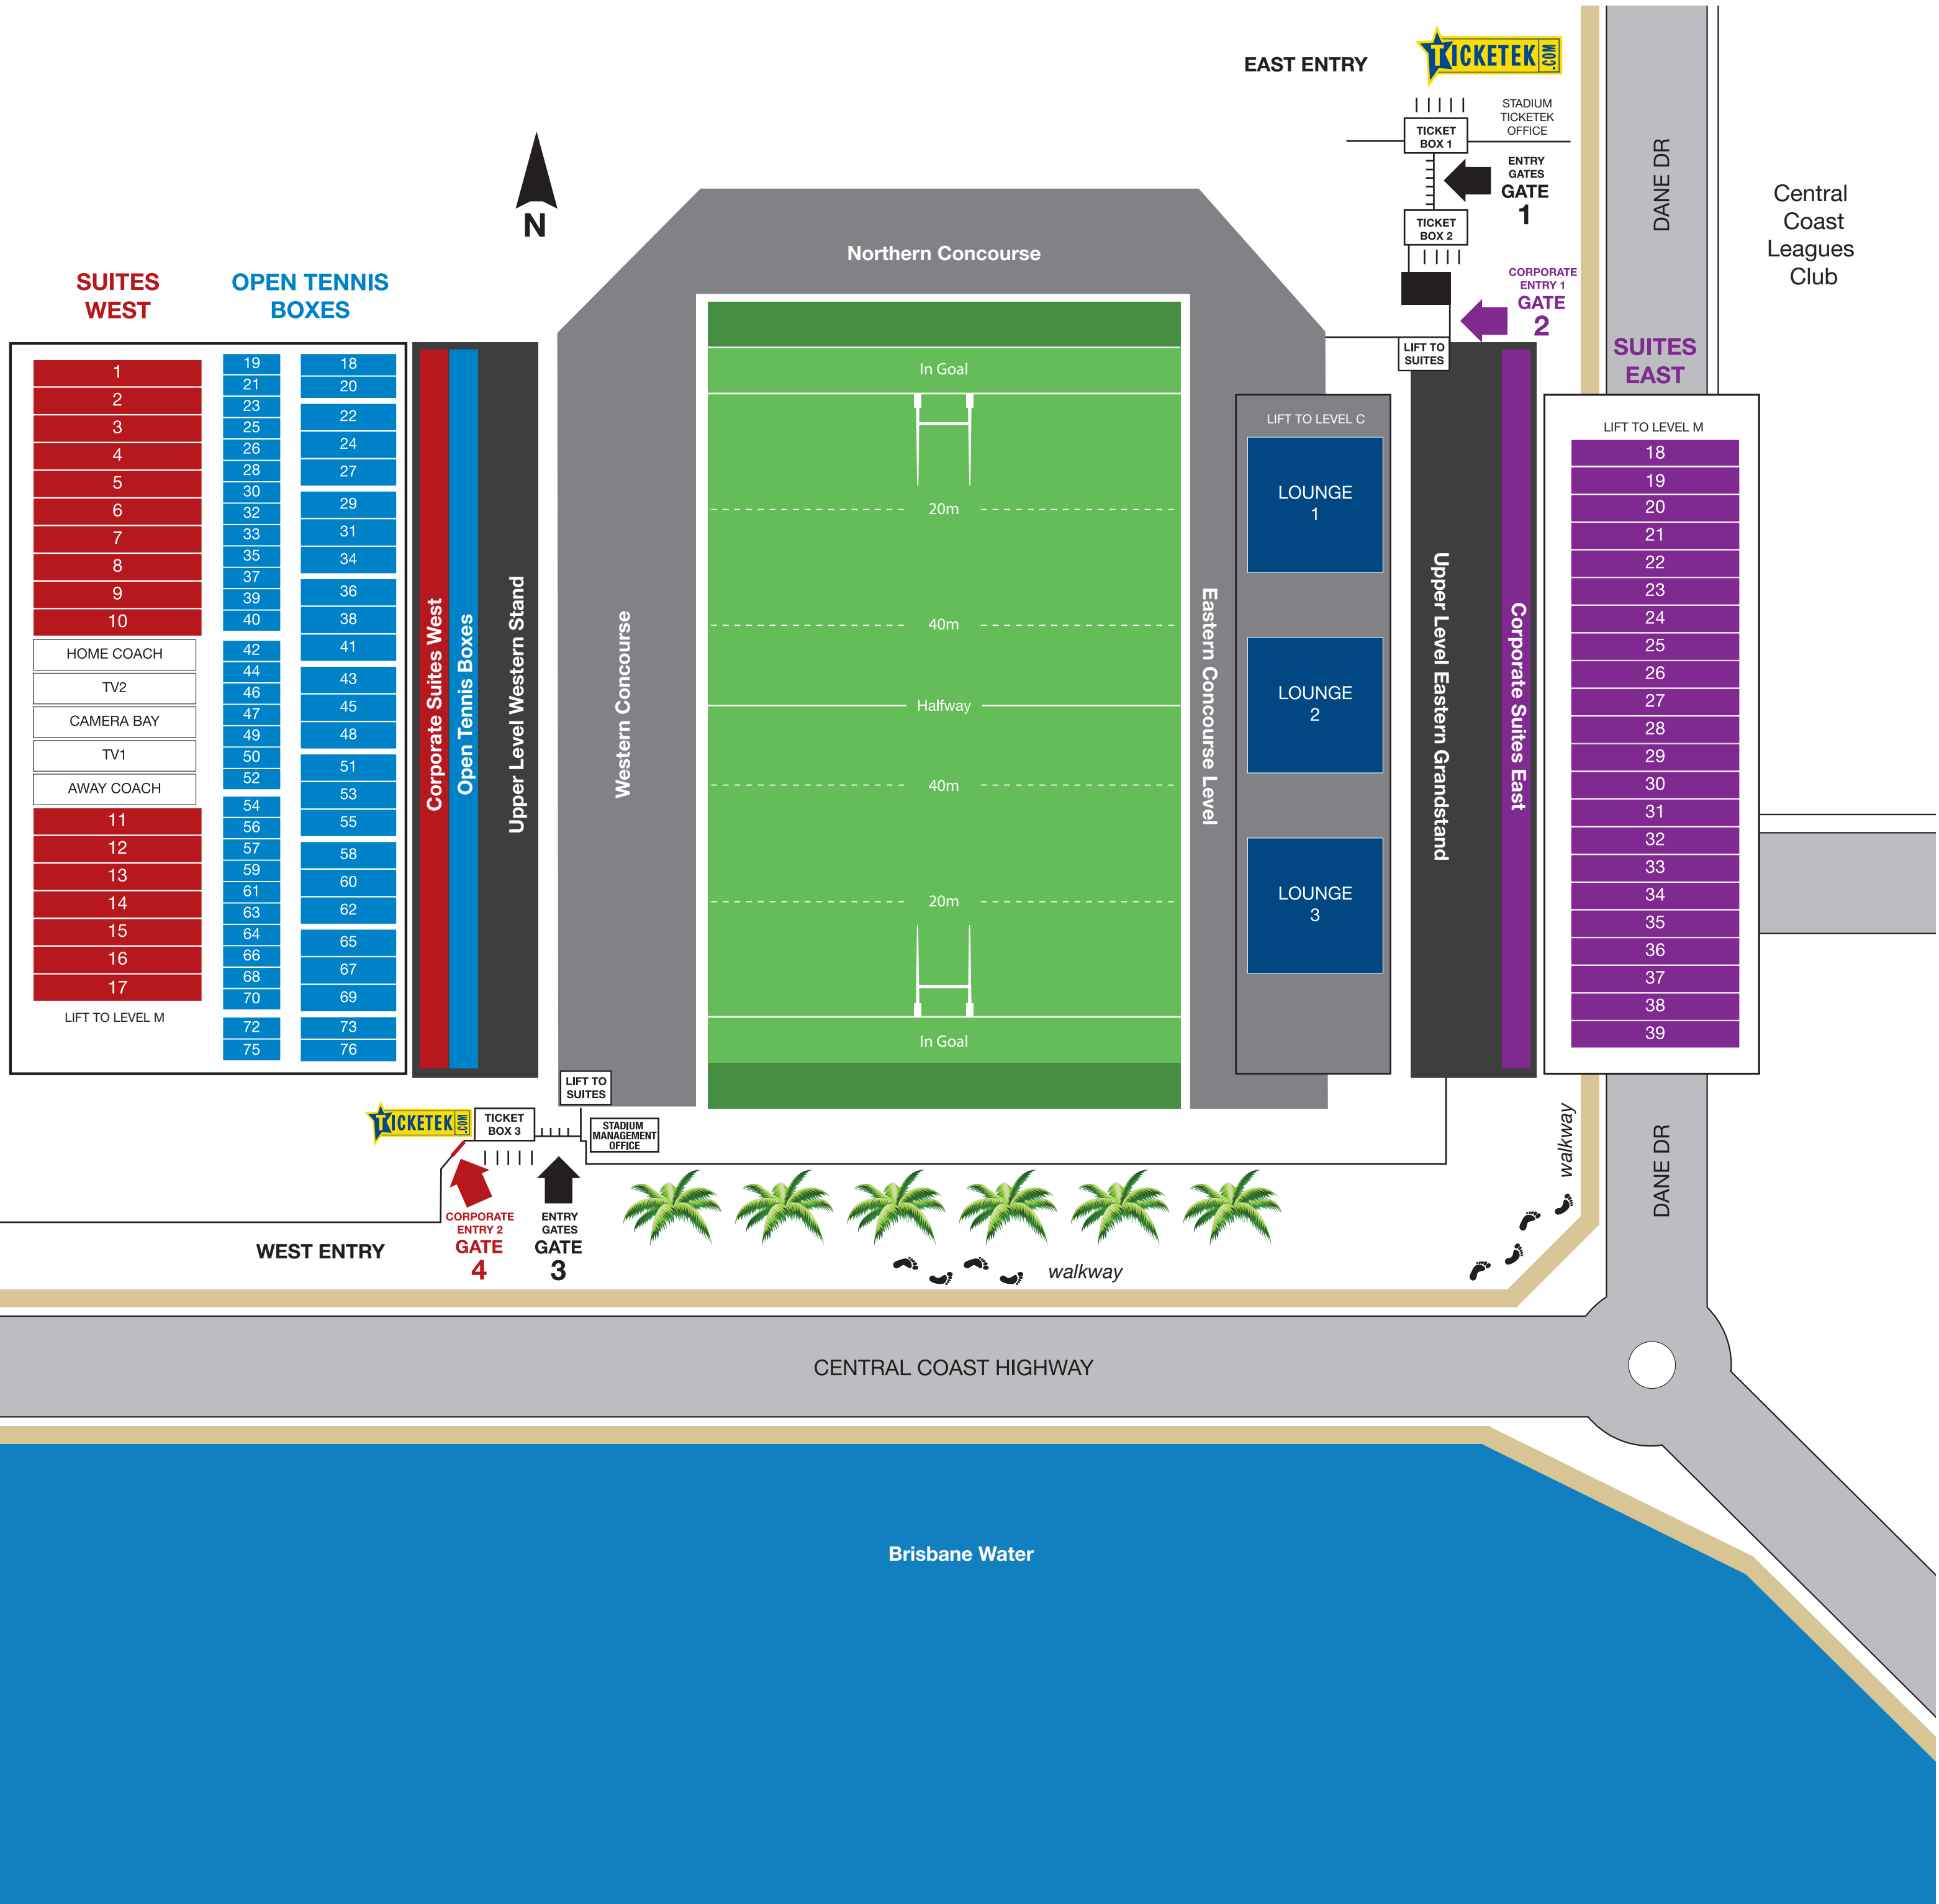 EAST ENTRY
TICKETEK.COM
STADIUM
TICKETEK
OFFICE
TICKET
BOX 1
ENTRY
GATES
GATE
1
TICKET
BOX 2
CORPORATE
ENTRY 1
GATE
2
LIFT TO
SUITES
DANE DR
Central
Coast
Leagues
Club
N
SUITES
WEST
1
2
3
4
5
6
7
8
9
10
HOME COACH
TV2
CAMERA BAY
TV1
AWAY COACH
11
12
13
14
15
16
17
LIFT TO LEVEL M
OPEN TENNIS
BOXES
19
21
23
25
26
28
30
32
33
35
37
39
40
42
44
46
47
49
50
52
54
56
57
59
61
63
64
66
68
70
72
75
18
20
22
24
27
29
31
34
36
38
41
43
45
48
51
53
55
58
60
62
65
67
69
73
76
Corporate Suites West
Open Tennis Boxes
Upper Level Western Stand
Western Concourse
Northern Concourse
In Goal
20m
40m
Halfway
40m
20m
In Goal
Eastern Concourse Level
LIFT TO LEVEL C
LOUNGE
1
LOUNGE
2
LOUNGE
3
Upper Level Eastern Grandstand
Corporate Suites East
SUITES
EAST
LIFT TO LEVEL M
18
19
20
21
22
23
24
25
26
27
28
29
30
31
32
33
34
35
36
37
38
39
LIFT TO
SUITES
TICKETEK.COM
TICKET
BOX 3
STADIUM
MANAGEMENT
OFFICE
CORPORATE
ENTRY 2
GATE
4
ENTRY
GATES
GATE
3
WEST ENTRY
walkway
walkway
DANE DR
CENTRAL COAST HIGHWAY
Brisbane Water